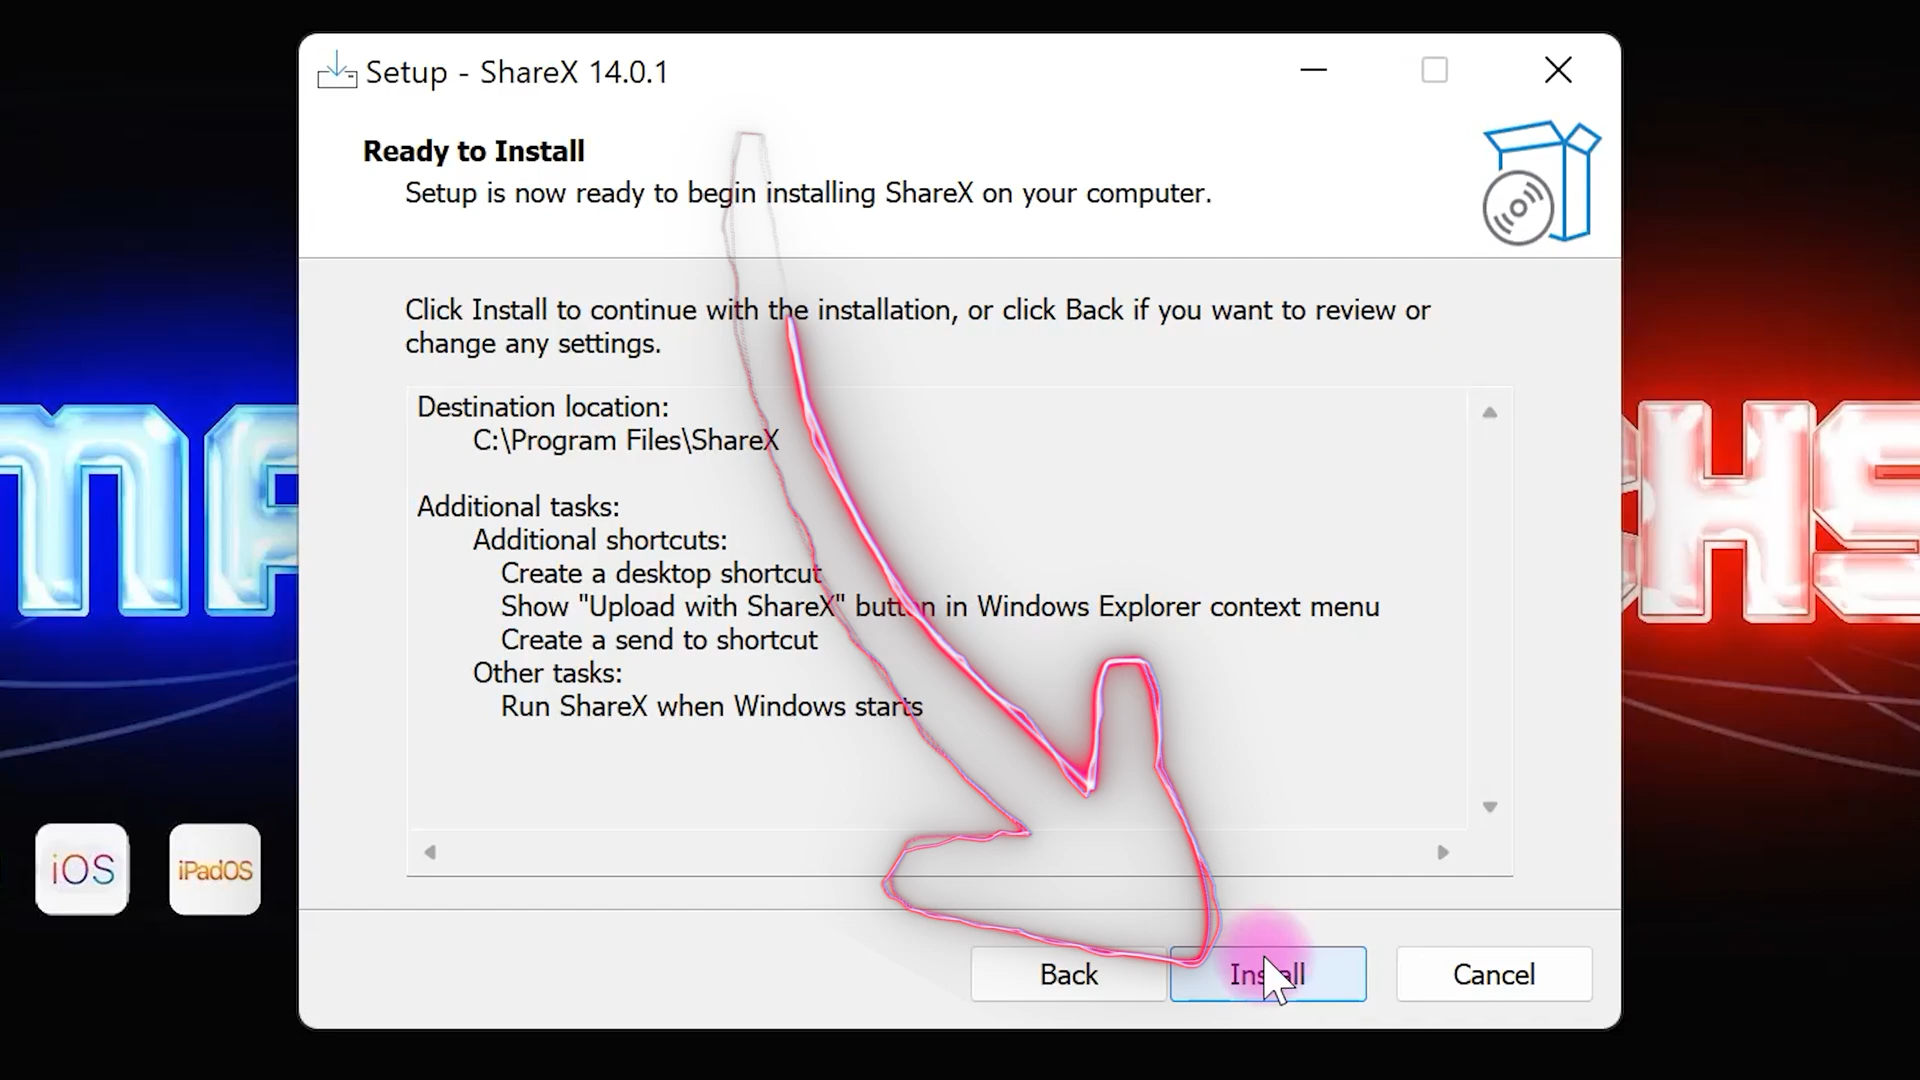 Setup - ShareX 14.0.1
Ready to Install
Setup is now ready to begin installing ShareX on your computer.
Click Install to continue with the installation, or click Back if you want to review or
change any settings.
Destination location:
C:\Program Files\ShareX
Additional tasks:
Additional shortcuts:
Create a desktop shortcut
Show "Upload with ShareX" button in Windows Explorer context menu
Create a send to shortcut
Other tasks:
Run ShareX when Windows starts
iOS
iPadOS
Back
Install
Cancel